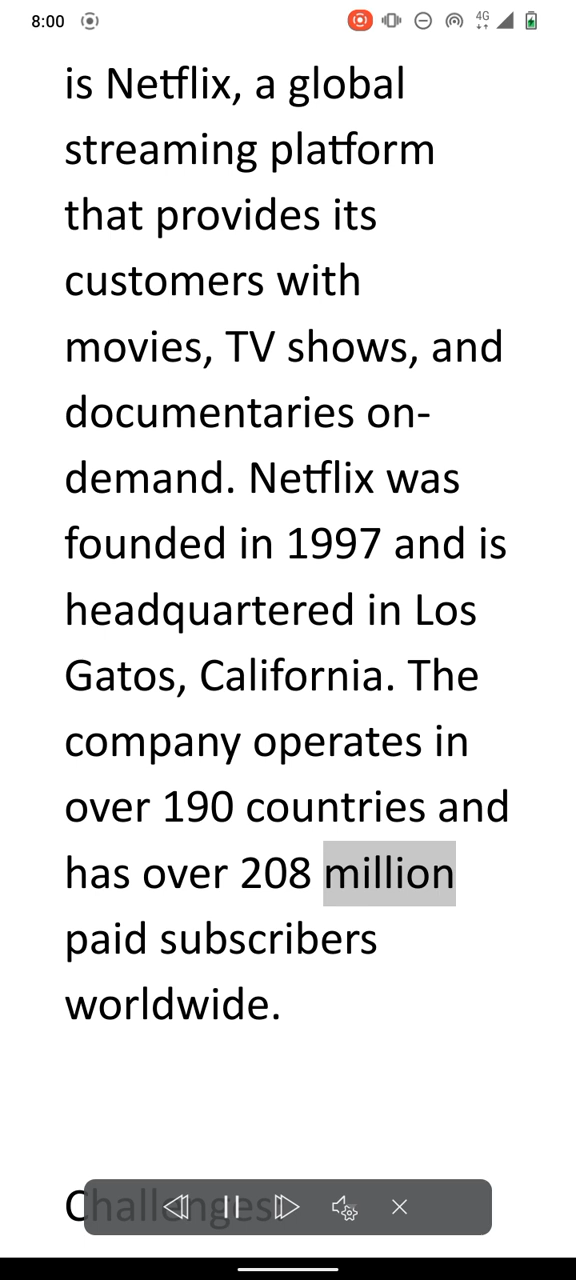 8:00
4G
is Netflix, a global
streaming platform
that provides its
customers with
movies, TV shows, and
documentaries on-
demand. Netflix was
founded in 1997 and is
headquartered in Los
Gatos, California. The
company operates in
over 190 countries and
has over 208 million
paid subscribers
worldwide.
Challenges